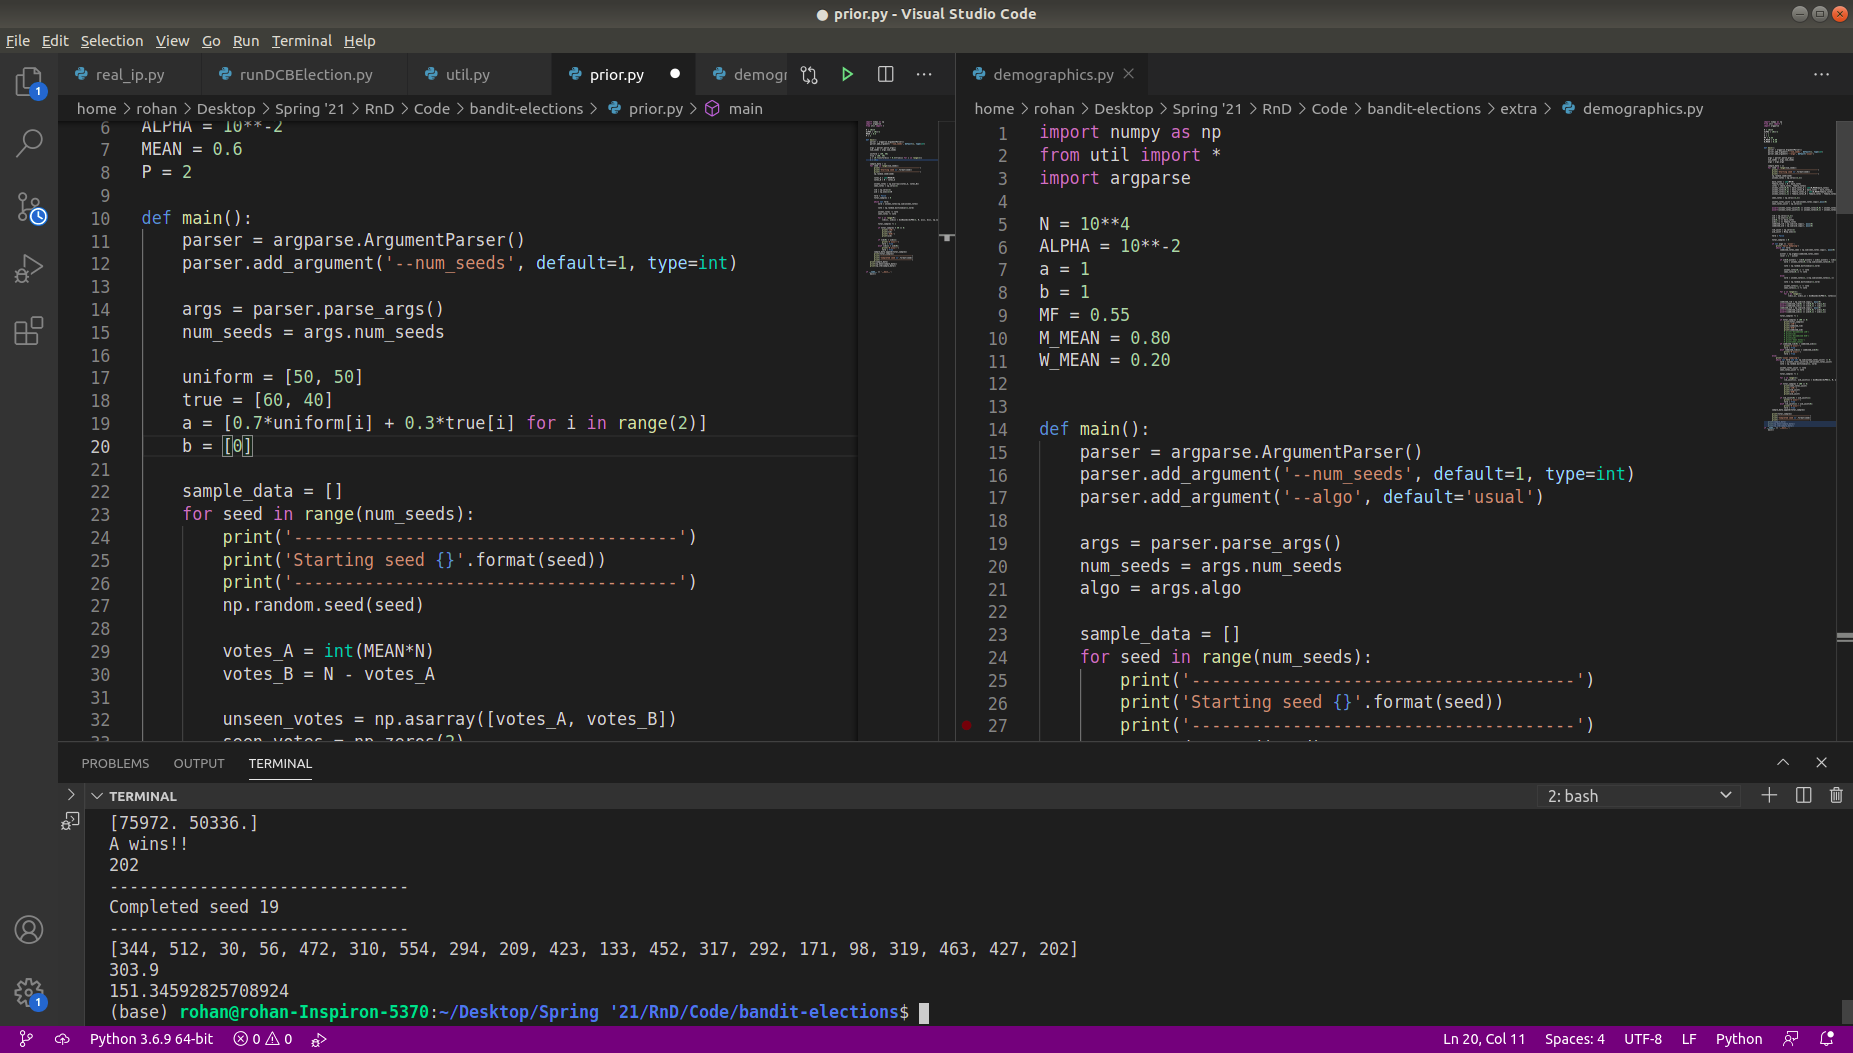 ● prior.py - Visual Studio Code
File Edit Selection View Go Run Terminal Help
real_ip.py runDCBElection.py util.py prior.py demogr
demographics.py
home > rohan > Desktop > Spring '21 > RnD > Code > bandit-elections > prior.py > main
home > rohan > Desktop > Spring '21 > RnD > Code > bandit-elections > extra > demographics.py
6 ALPHA = 10**-2
7 MEAN = 0.6
8 P = 2
9
10 def main():
11 parser = argparse.ArgumentParser()
12 parser.add_argument('--num_seeds', default=1, type=int)
13
14 args = parser.parse_args()
15 num_seeds = args.num_seeds
16
17 uniform = [50, 50]
18 true = [60, 40]
19 a = [0.7*uniform[i] + 0.3*true[i] for i in range(2)]
20 b = [0]
21
22 sample_data = []
23 for seed in range(num_seeds):
24 print('--------------------------------------')
25 print('Starting seed {}'.format(seed))
26 print('--------------------------------------')
27 np.random.seed(seed)
28
29 votes_A = int(MEAN*N)
30 votes_B = N - votes_A
31
32 unseen_votes = np.asarray([votes_A, votes_B])
33 seen_votes = np.zeros(2)
1 import numpy as np
2 from util import *
3 import argparse
4
5 N = 10**4
6 ALPHA = 10**-2
7 a = 1
8 b = 1
9 MF = 0.55
10 M_MEAN = 0.80
11 W_MEAN = 0.20
12
13
14 def main():
15 parser = argparse.ArgumentParser()
16 parser.add_argument('--num_seeds', default=1, type=int)
17 parser.add_argument('--algo', default='usual')
18
19 args = parser.parse_args()
20 num_seeds = args.num_seeds
21 algo = args.algo
22
23 sample_data = []
24 for seed in range(num_seeds):
25 print('--------------------------------------')
26 print('Starting seed {}'.format(seed))
27 print('--------------------------------------')
PROBLEMS OUTPUT TERMINAL
TERMINAL
2: bash
[75972. 50336.]
A wins!!
202
------------------------------
Completed seed 19
------------------------------
[344, 512, 30, 56, 472, 310, 554, 294, 209, 423, 133, 452, 317, 292, 171, 98, 319, 463, 427, 202]
303.9
151.34592825708924
(base) rohan@rohan-Inspiron-5370:~/Desktop/Spring '21/RnD/Code/bandit-elections$
1
1
Python 3.6.9 64-bit 0 0 Ln 20, Col 11 Spaces: 4 UTF-8 LF Python